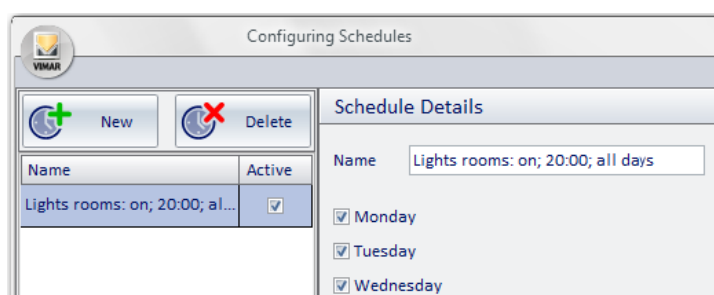 Configuring Schedules
VIMAR
New
Delete
Name
Active
Lights rooms: on; 20:00; al...
Schedule Details
Name
Lights rooms: on; 20:00; all days
Monday
Tuesday
Wednesday